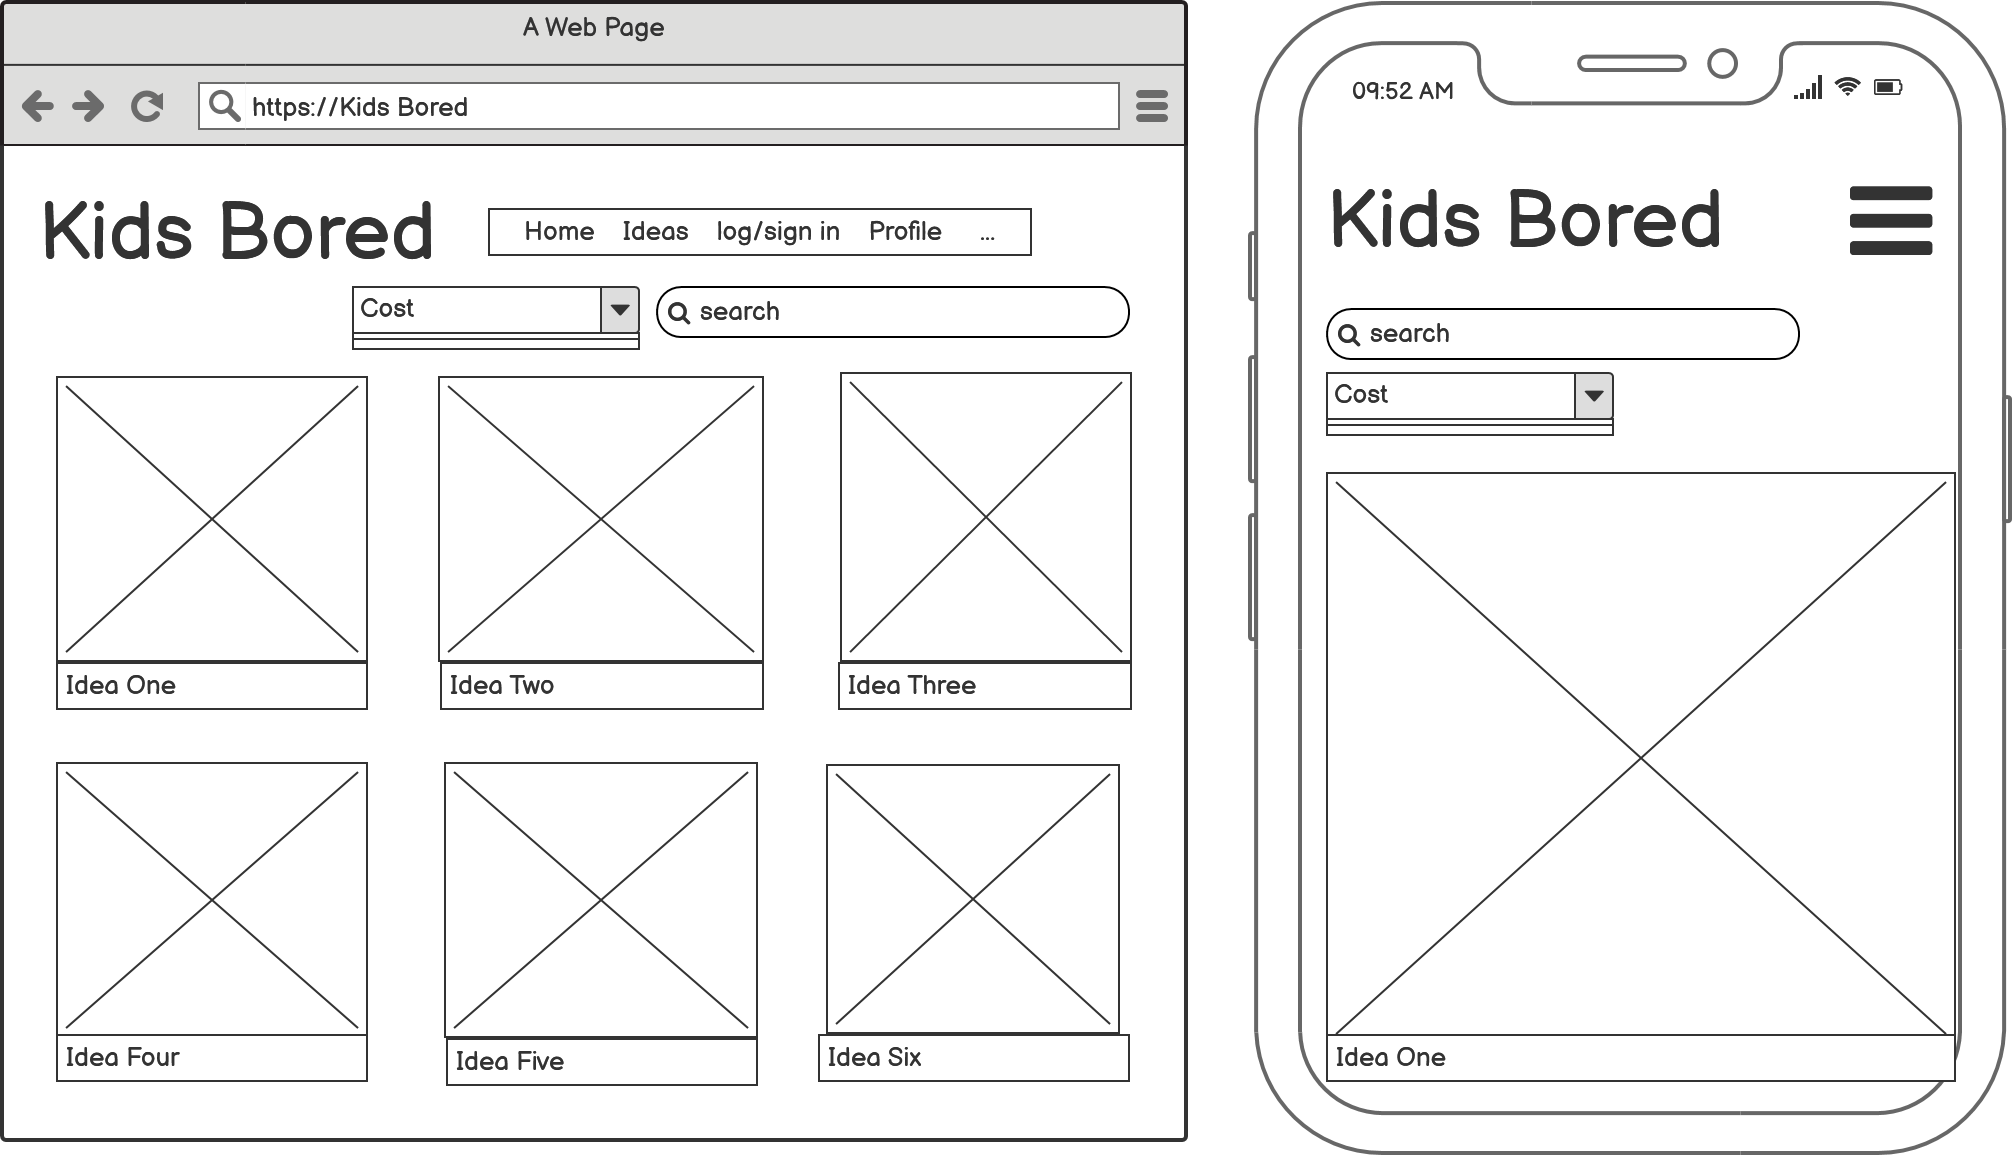 A Web Page
https://Kids Bored
Kids Bored
Home Ideas log/sign in Profile ...
Cost
search
Idea One
Idea Two
Idea Three
Idea Four
Idea Five
Idea Six
09:52 AM
Kids Bored
search
Cost
Idea One